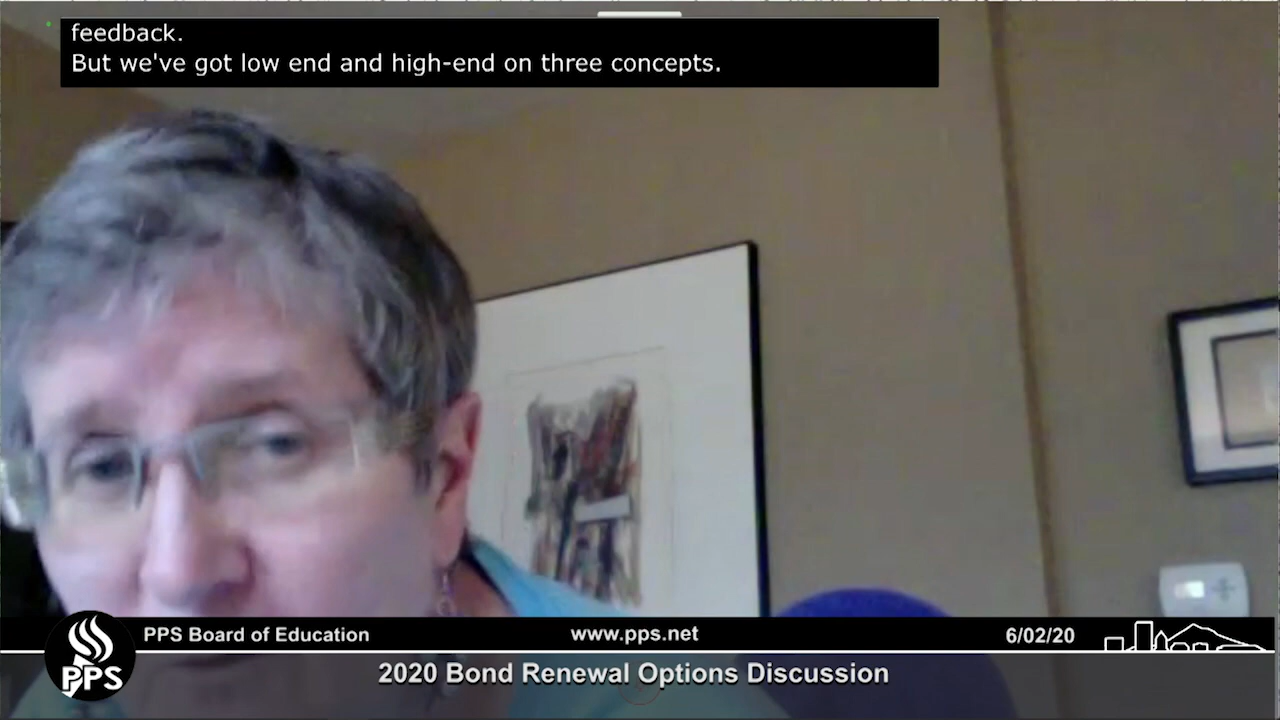 feedback.
But we've got low end and high-end on three concepts.
PPS Board of Education
www.pps.net
6/02/20
PPS
2020 Bond Renewal Options Discussion